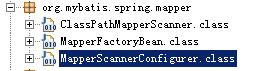 org.mybatis.spring.mapper
ClassPathMapperScanner.class
MapperFactoryBean.class
MapperScannerConfigurer.class